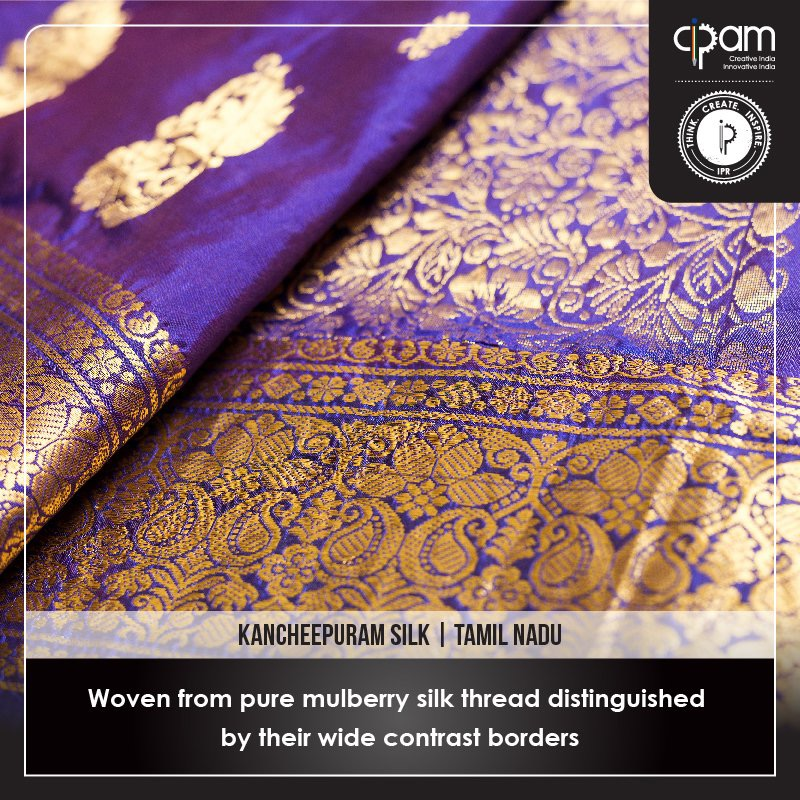 cipam
Creative India
Innovative India
THINK. CREATE. INSPIRE.
ip
IPR
KANCHEEPURAM SILK | TAMIL NADU
Woven from pure mulberry silk thread distinguished
by their wide contrast borders